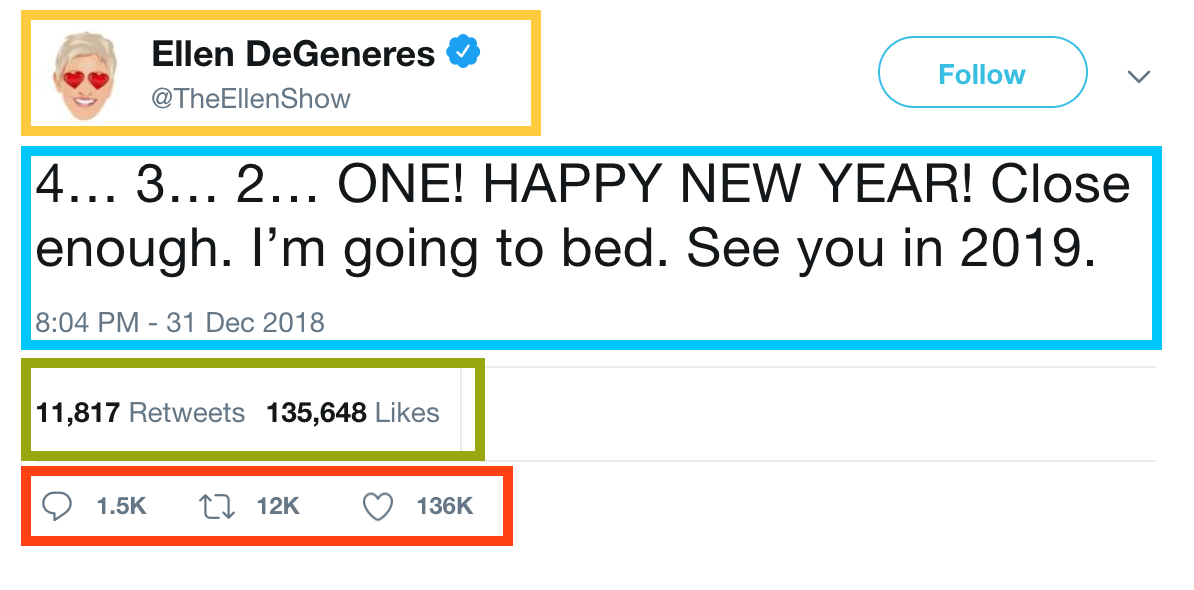 Ellen DeGeneres
@TheEllenShow
Follow
4… 3… 2… ONE! HAPPY NEW YEAR! Close
enough. I’m going to bed. See you in 2019.
8:04 PM - 31 Dec 2018
11,817 Retweets 135,648 Likes
1.5K 12K 136K